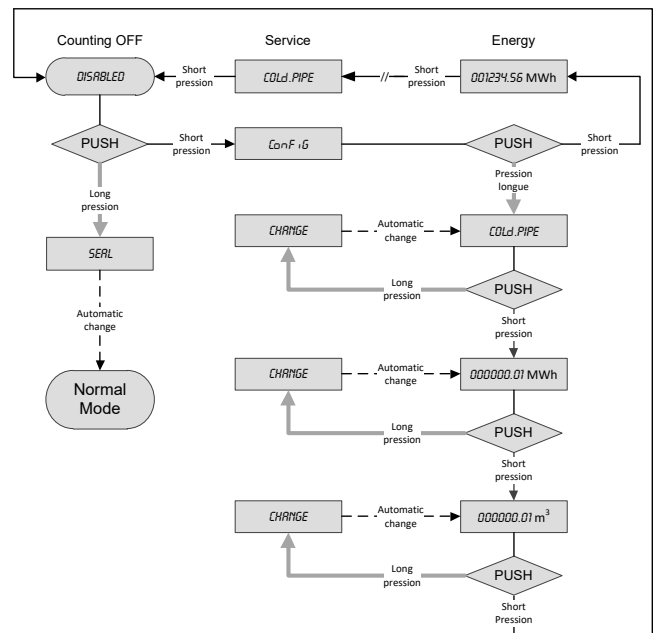 Counting OFF
Service
Energy
DISABLED
Short
pression
COLd.PIPE
//
Short
pression
001234.56 MWh
PUSH
Short
pression
ConFiG
PUSH
Short
pression
Long
pression
Pression
longue
SEAL
CHANGE
Automatic
change
COLd.PIPE
Long
pression
PUSH
Automatic
change
Short
pression
Normal
Mode
CHANGE
Automatic
change
000000.01 MWh
Long
pression
PUSH
Short
pression
CHANGE
Automatic
change
000000.01 m³
Long
pression
PUSH
Short
Pression